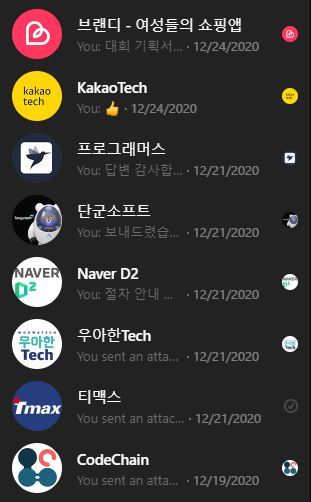 브랜디 - 여성들의 쇼핑앱
You: 대회 기획서... · 12/24/2020
kakao
tech
KakaoTech
You: 👍 · 12/24/2020
프로그래머스
You: 답변 감사합... · 12/21/2020
단군소프트
You: 보내드렸습... · 12/21/2020
NAVER
D2
Naver D2
You: 절차 안내 ... · 12/21/2020
WOOWATECH
우아한
Tech
우아한Tech
You sent an atta... · 12/21/2020
Tmax
티맥스
You sent an attac... · 12/21/2020
CodeChain
You sent an atta... · 12/19/2020